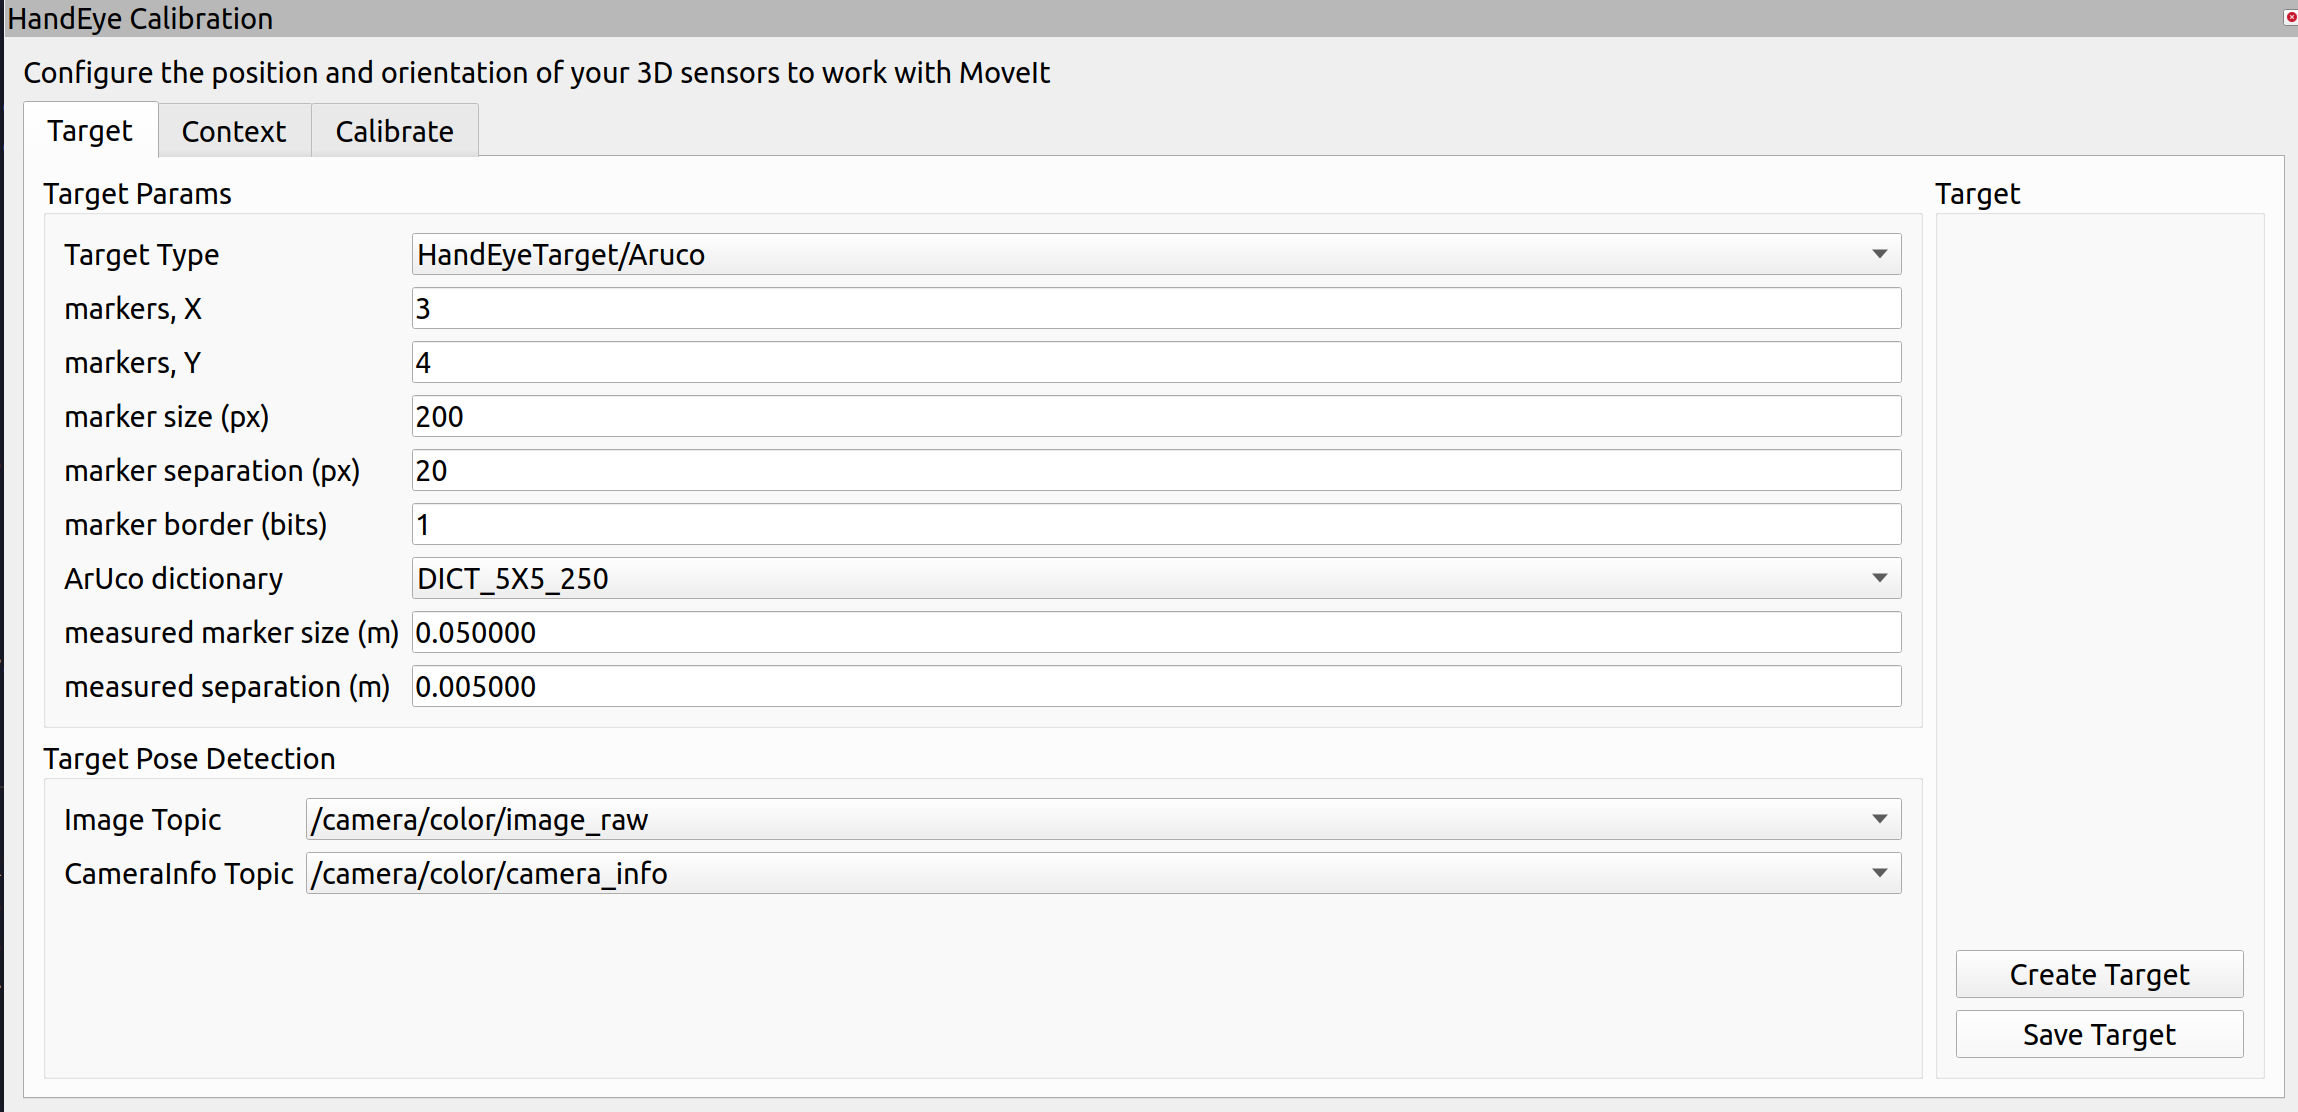 HandEye Calibration
Configure the position and orientation of your 3D sensors to work with MoveIt
Target Context Calibrate
Target Params
Target Type HandEyeTarget/Aruco
markers, X 3
markers, Y 4
marker size (px) 200
marker separation (px) 20
marker border (bits) 1
ArUco dictionary DICT_5X5_250
measured marker size (m) 0.050000
measured separation (m) 0.005000
Target Pose Detection
Image Topic /camera/color/image_raw
CameraInfo Topic /camera/color/camera_info
Target
Create Target
Save Target